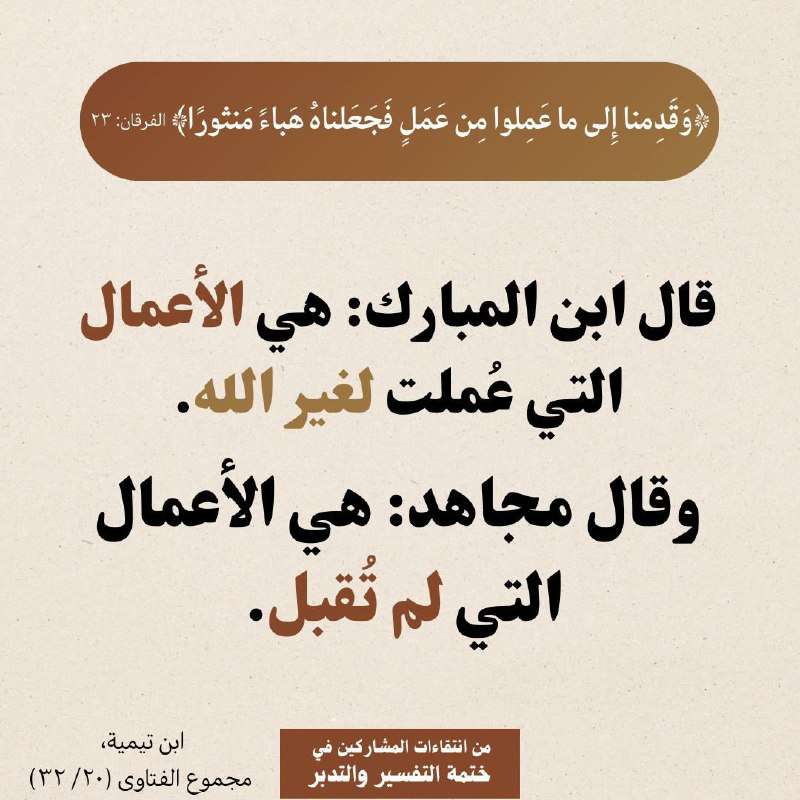 ﴿وَقَدِمنا إِلى ما عَمِلوا مِن عَمَلٍ فَجَعَلناهُ هَباءً مَنثورًا﴾ الفرقان: ٢٣
قال ابن المبارك: هي الأعمال
التي عُملت لغير الله.
وقال مجاهد: هي الأعمال
التي لم تُقبل.
من انتقاءات المشاركين في
ختمة التفسير والتدبر
ابن تيمية،
مجموع الفتاوى (٢٠/ ٣٢)